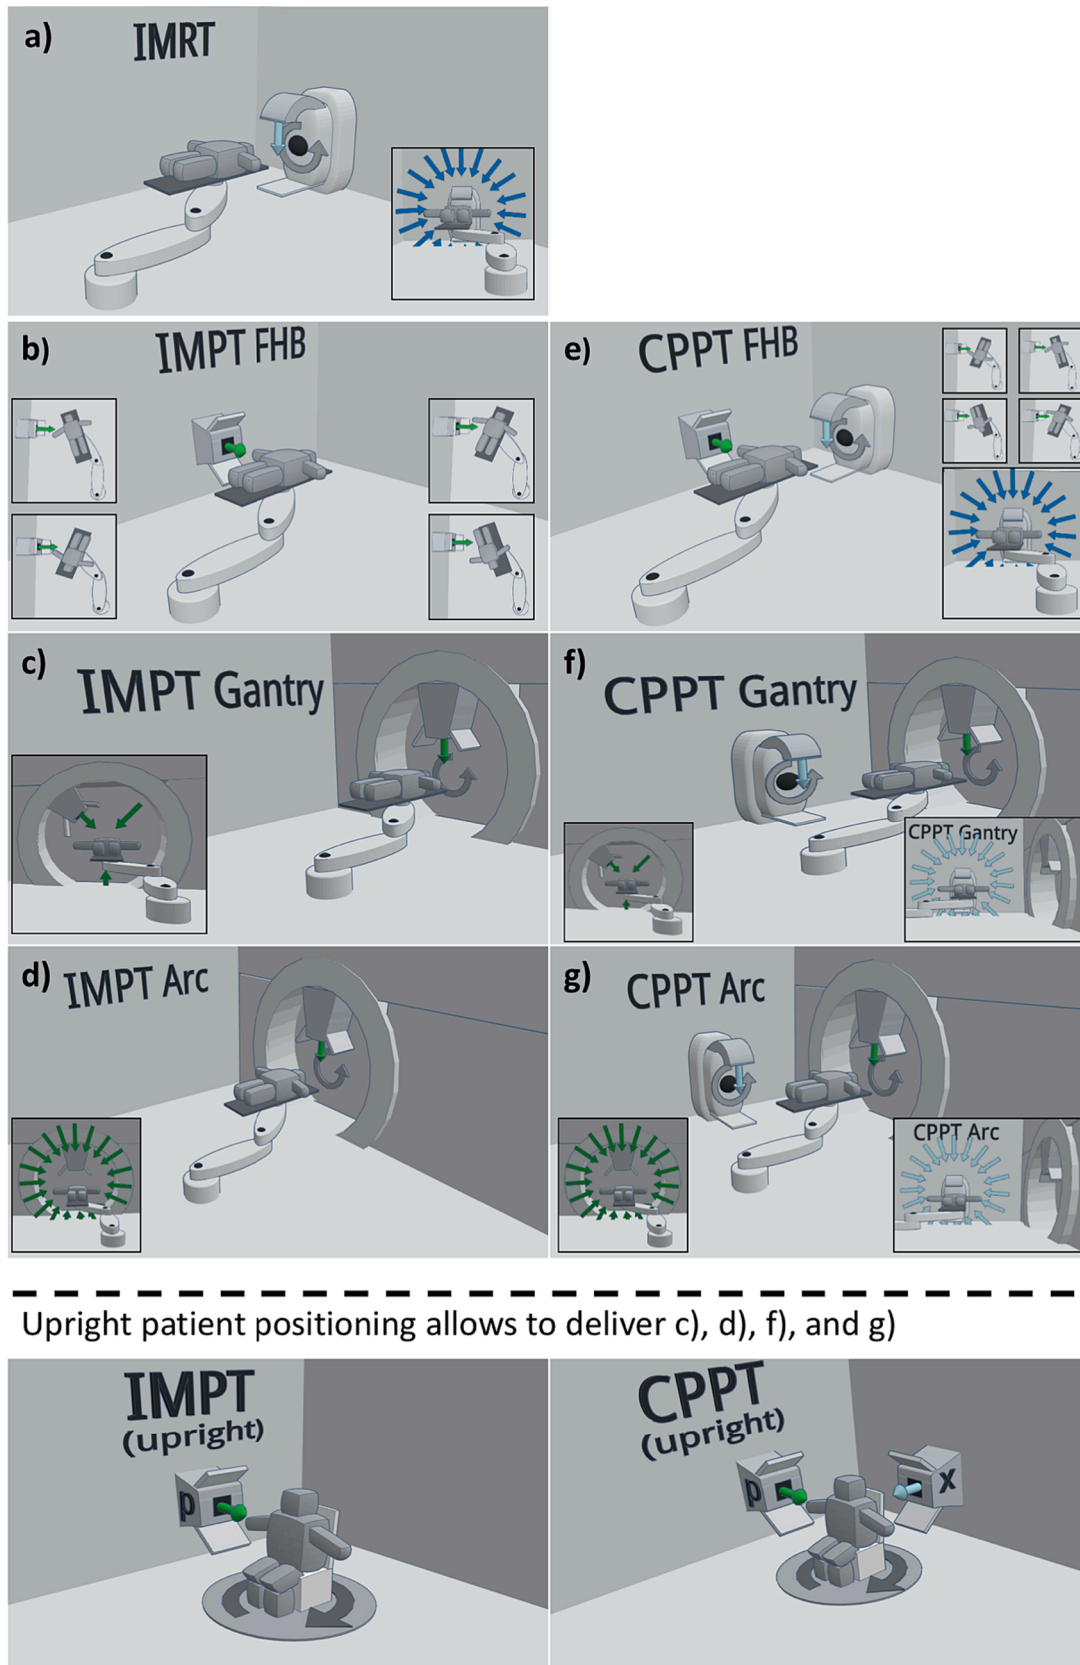 a)
IMRT
b)
IMPT FHB
e)
CPPT FHB
c)
IMPT Gantry
f)
CPPT Gantry
CPPT Gantry
d)
IMPT Arc
g)
CPPT Arc
CPPT Arc
Upright patient positioning allows to deliver c), d), f), and g)
IMPT
(upright)
p
CPPT
(upright)
p
x